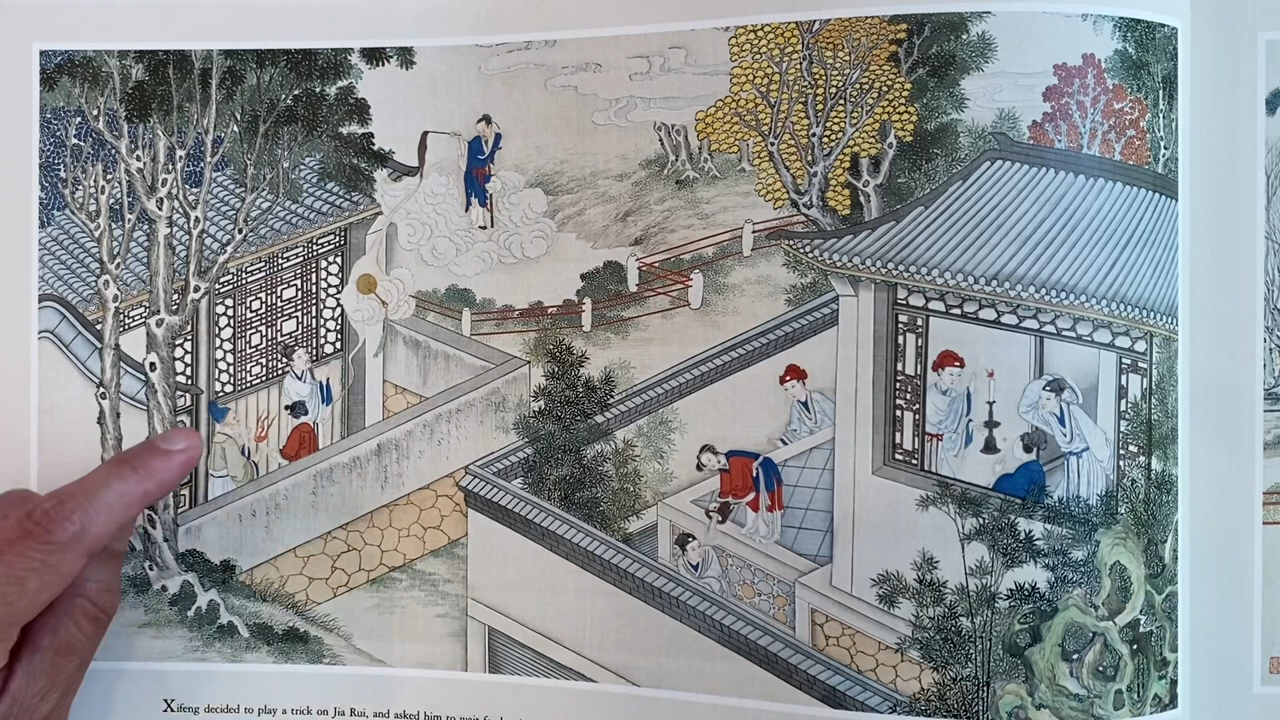 Xifeng decided to play a trick on Jia Rui, and asked him to wait